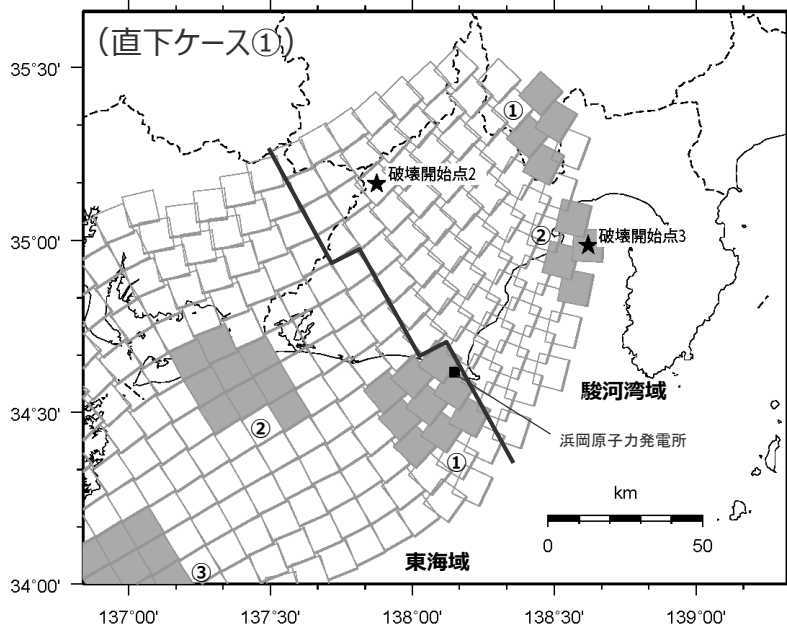 (直下ケース①)
35°30'
①
破壊開始点2
35°00'
②
破壊開始点3
34°30'
駿河湾域
②
浜岡原子力発電所
①
km
0
50
東海域
③
34°00'
137°00'
137°30'
138°00'
138°30'
139°00'